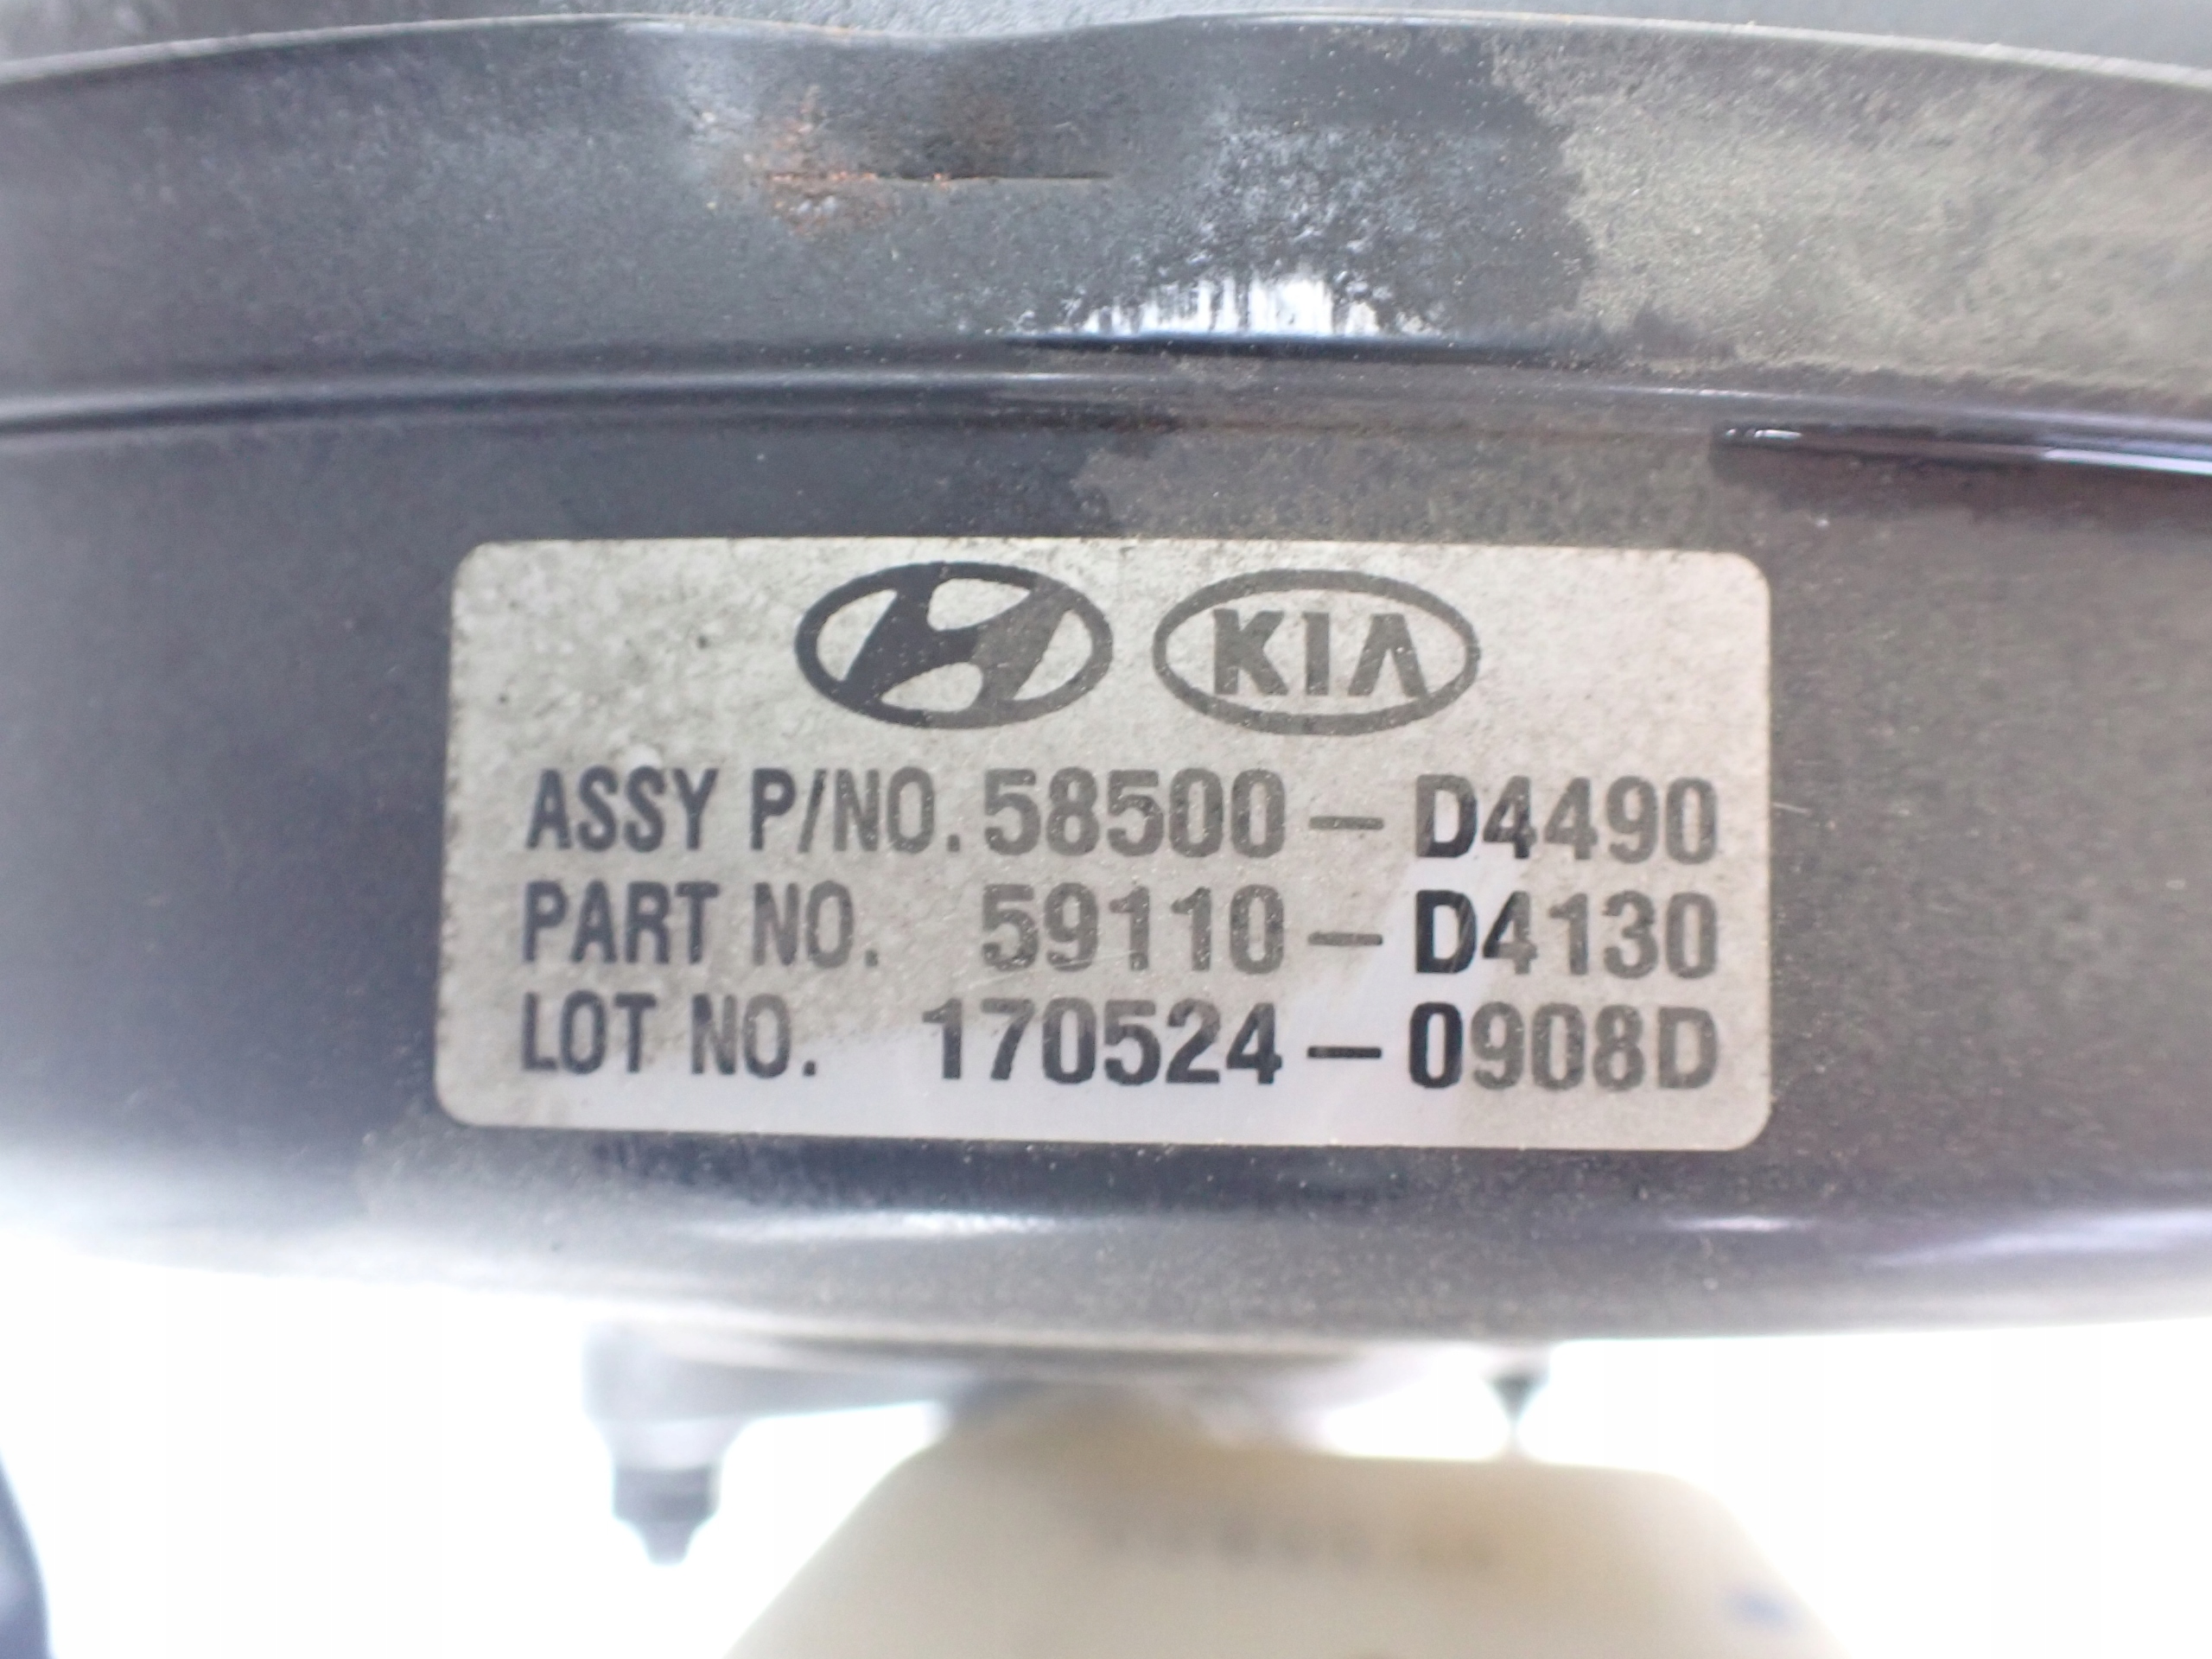 KIA
ASSY P/NO. 58500-D4490
PART NO. 59110-D4130
LOT NO. 170524-0908D